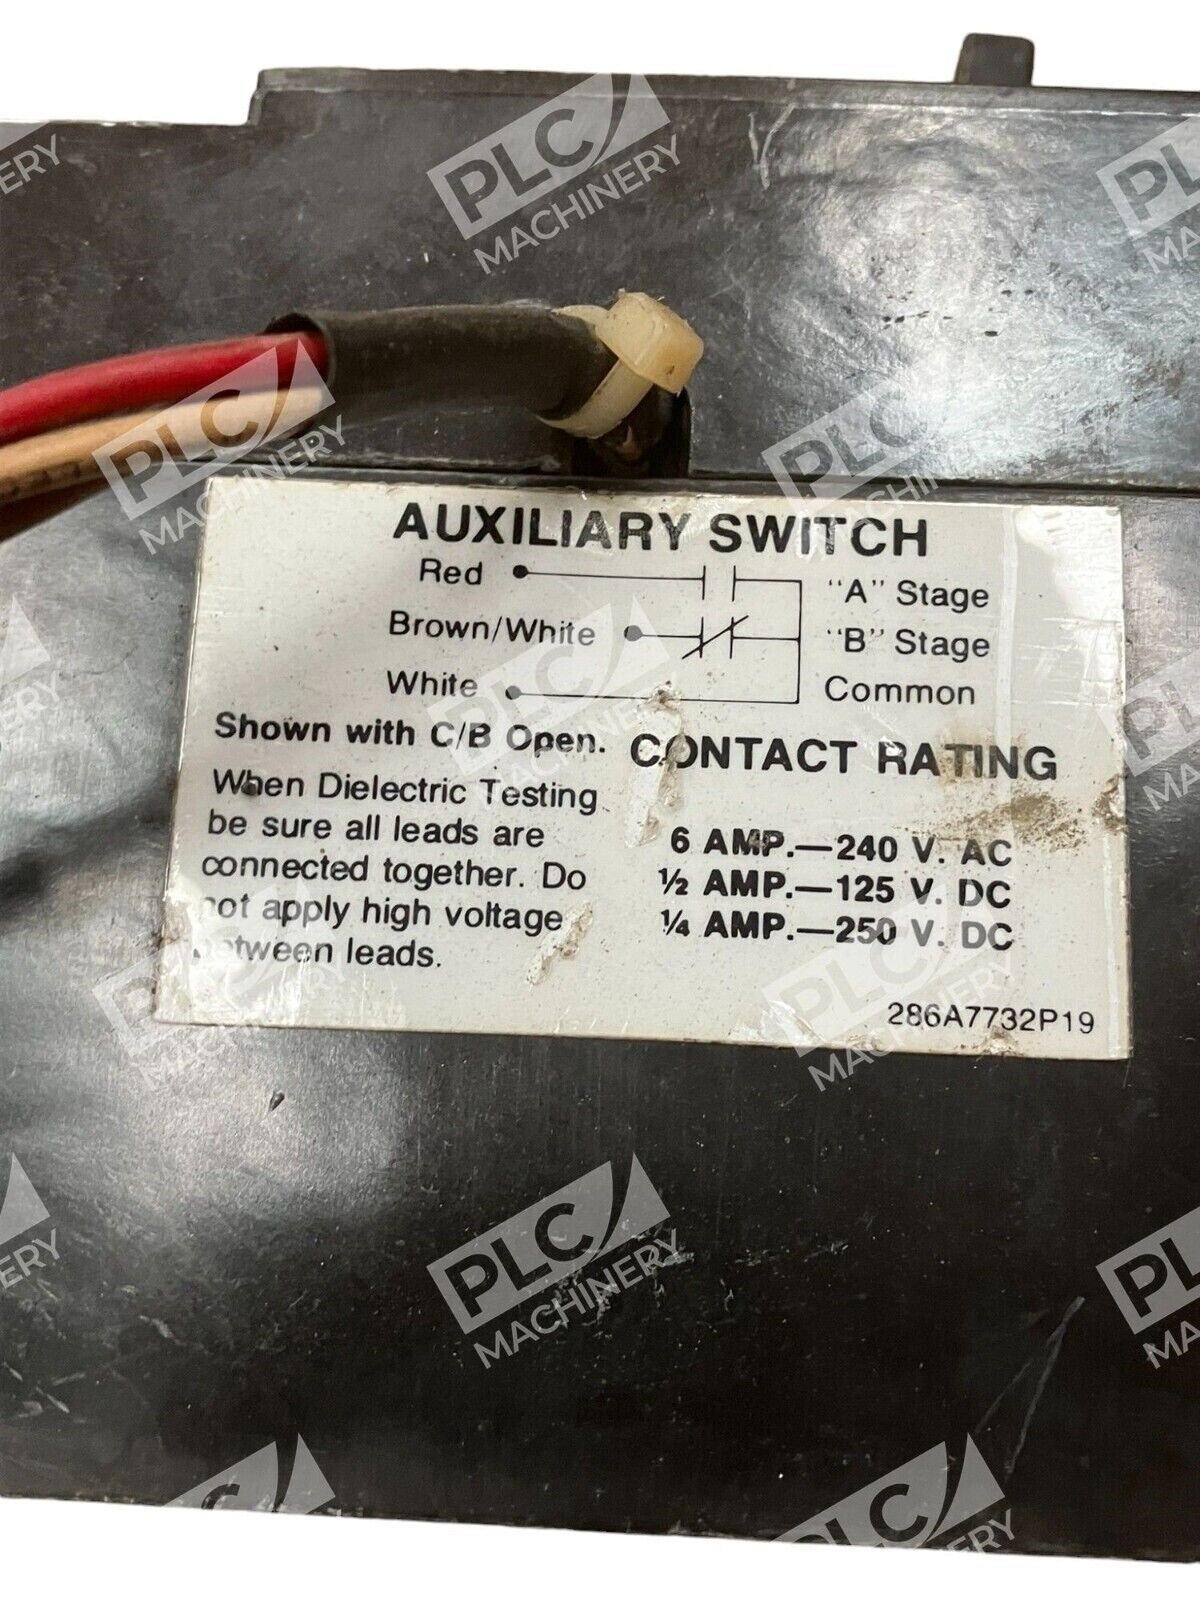 PLC
MACHINERY
AUXILIARY SWITCH
Red "A" Stage
Brown/White "B" Stage
White Common
Shown with C/B Open.
When Dielectric Testing
be sure all leads are
connected together. Do
not apply high voltage
between leads.
CONTACT RATING
6 AMP.—240 V. AC
½ AMP.—125 V. DC
¼ AMP.—250 V. DC
286A7732P19